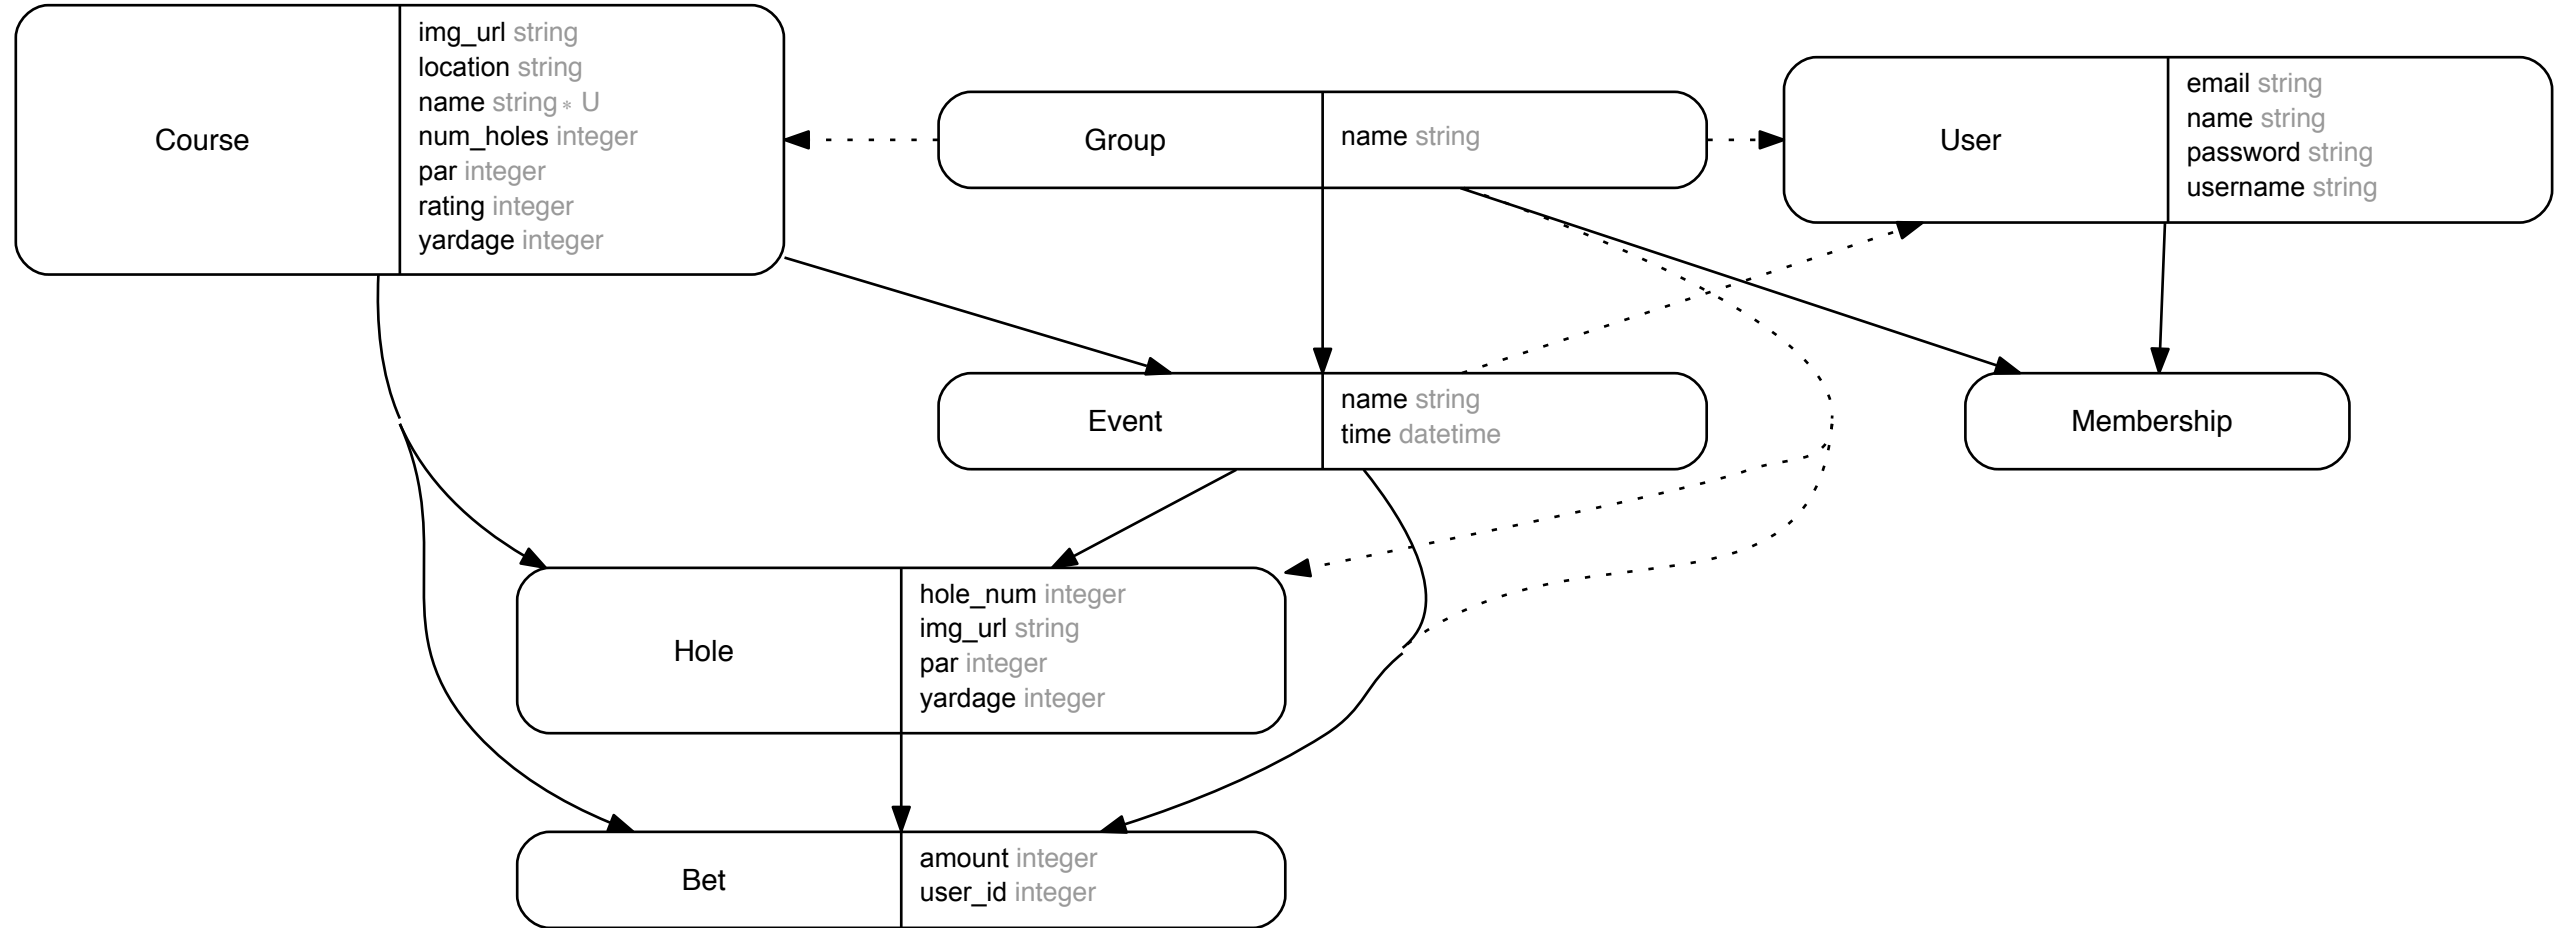 Course
img_url string
location string
name string* U
num_holes integer
par integer
rating integer
yardage integer
Group
name string
User
email string
name string
password string
username string
Event
name string
time datetime
Membership
Hole
hole_num integer
img_url string
par integer
yardage integer
Bet
amount integer
user_id integer